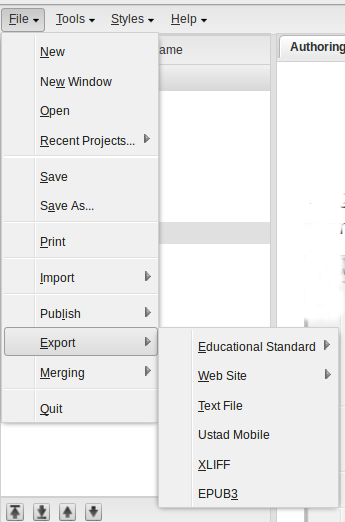 File Tools Styles Help
ame
Authoring
New
New Window
Open
Recent Projects...
Save
Save As...
Print
Import
Publish
Export
Merging
Quit
Educational Standard
Web Site
Text File
Ustad Mobile
XLIFF
EPUB3